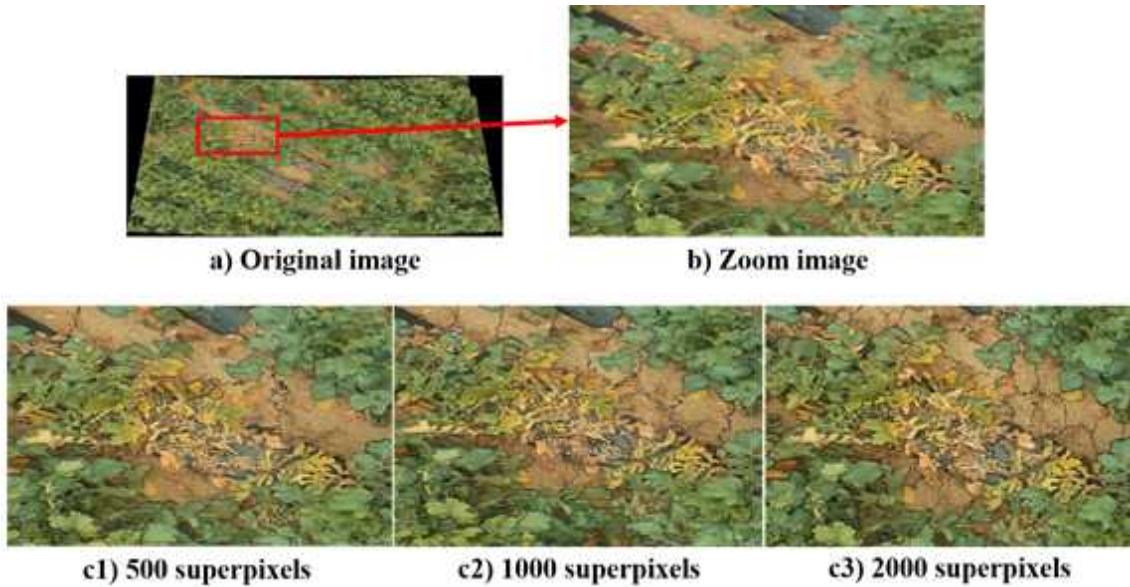 a) Original image
b) Zoom image
c1) 500 superpixels
c2) 1000 superpixels
c3) 2000 superpixels